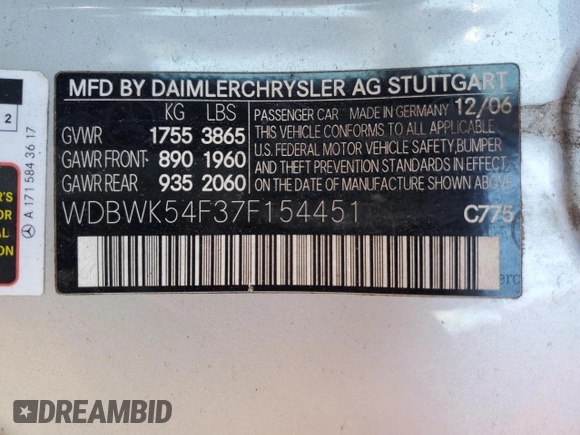 MFD BY DAIMLERCHRYSLER AG STUTTGART
KG LBS
GVWR 1755 3865
GAWR FRONT: 890 1960
GAWR REAR 935 2060
PASSENGER CAR MADE IN GERMANY 12/06
THIS VEHICLE CONFORMS TO ALL APPLICABLE
U.S. FEDERAL MOTOR VEHICLE SAFETY, BUMPER
AND THEFT PREVENTION STANDARDS IN EFFECT
ON THE DATE OF MANUFACTURE SHOWN ABOVE.
WDBWK54F37F154451 C775
2
A 171 584 36 17
DREAMBID